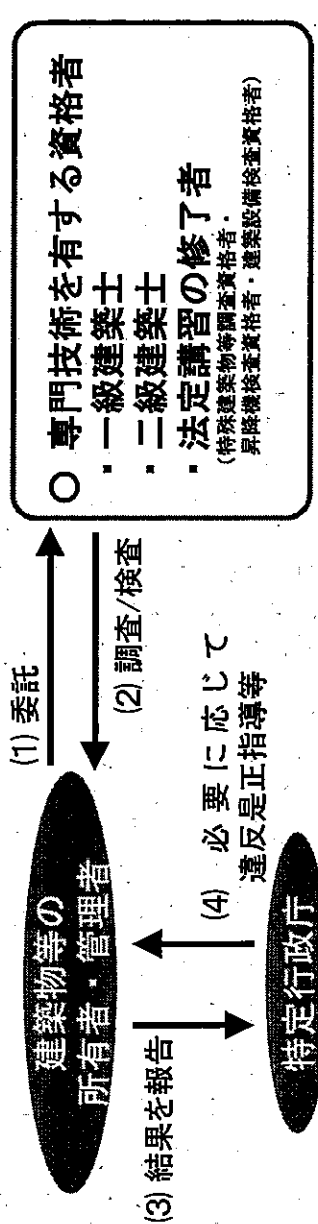 建築物等の
所有者・管理者
(1) 委託
(2) 調査/検査
○ 専門技術を有する資格者
・一級建築士
・二級建築士
・法定講習の修了者
(特殊建築物等調査資格者・
昇降機検査資格者・建築設備検査資格者)
(3) 結果を報告
(4) 必要に応じて
違反是正指導等
特定行政庁